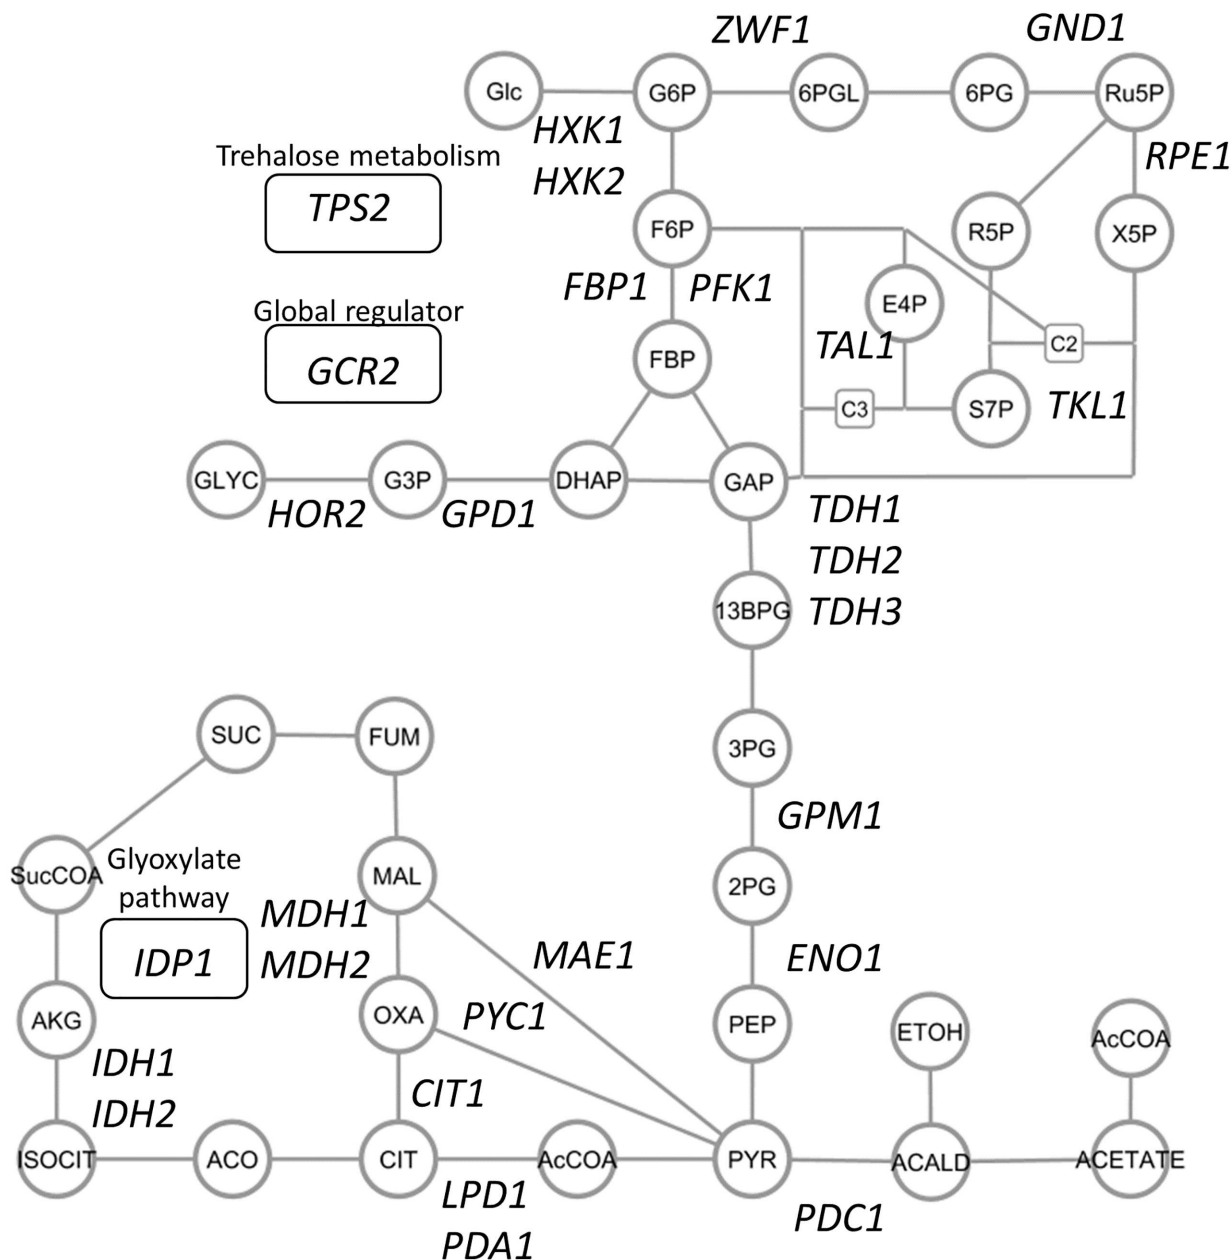 ZWF1
GND1
Glc
G6P
6PGL
6PG
Ru5P
HXK1
HXK2
RPE1
Trehalose metabolism
TPS2
F6P
R5P
X5P
FBP1
PFK1
E4P
Global regulator
GCR2
FBP
TAL1
C2
C3
S7P
TKL1
GLYC
G3P
DHAP
GAP
HOR2
GPD1
TDH1
TDH2
TDH3
13BPG
SUC
FUM
3PG
GPM1
SucCOA
Glyoxylate
pathway
IDP1
MAL
2PG
MDH1
MDH2
MAE1
ENO1
AKG
OXA
PYC1
PEP
ETOH
AcCOA
IDH1
IDH2
CIT1
ISOCIT
ACO
CIT
AcCOA
PYR
ACALD
ACETATE
LPD1
PDA1
PDC1